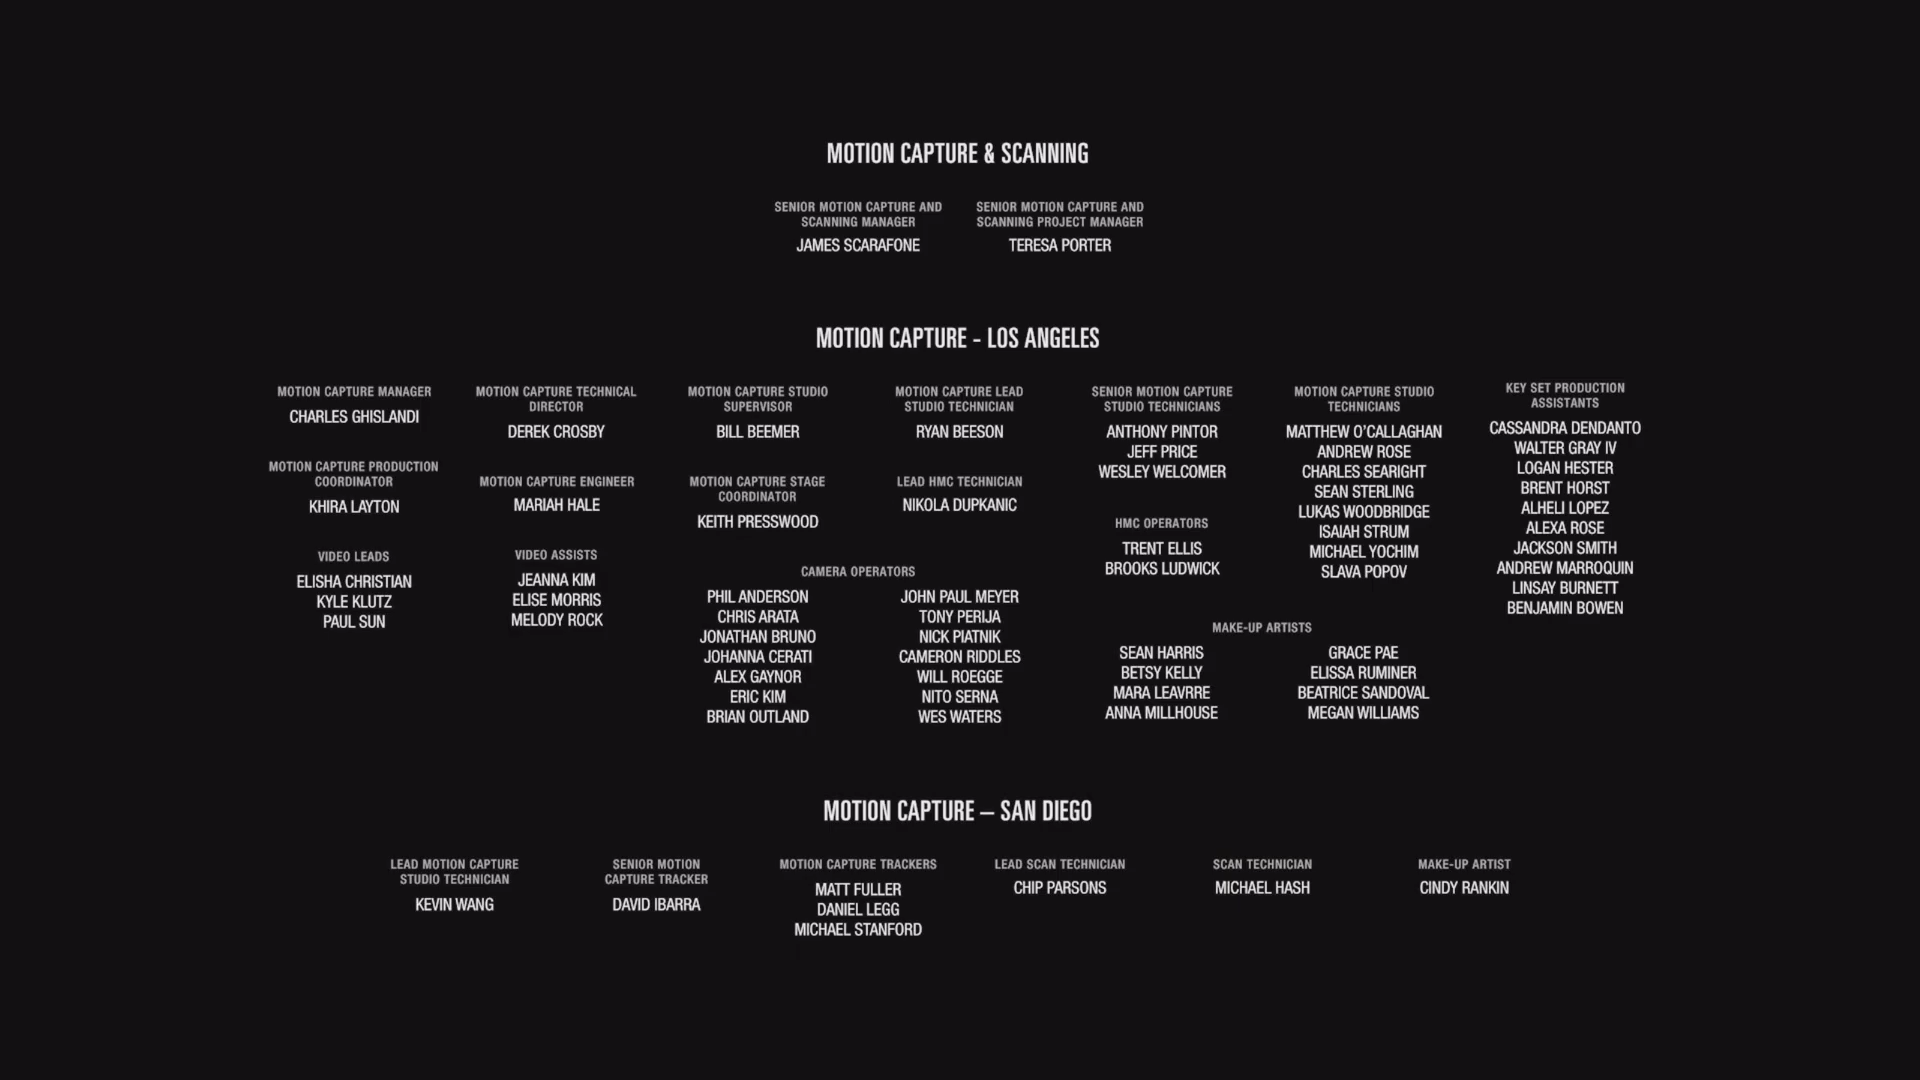 MOTION CAPTURE & SCANNING
SENIOR MOTION CAPTURE AND
SCANNING MANAGER
JAMES SCARAFONE
SENIOR MOTION CAPTURE AND
SCANNING PROJECT MANAGER
TERESA PORTER
MOTION CAPTURE - LOS ANGELES
MOTION CAPTURE MANAGER
CHARLES GHISLANDI
MOTION CAPTURE PRODUCTION
COORDINATOR
KHIRA LAYTON
VIDEO LEADS
ELISHA CHRISTIAN
KYLE KLUTZ
PAUL SUN
MOTION CAPTURE TECHNICAL
DIRECTOR
DEREK CROSBY
MOTION CAPTURE ENGINEER
MARIAH HALE
VIDEO ASSISTS
JEANNA KIM
ELISE MORRIS
MELODY ROCK
MOTION CAPTURE STUDIO
SUPERVISOR
BILL BEEMER
MOTION CAPTURE STAGE
COORDINATOR
KEITH PRESSWOOD
MOTION CAPTURE LEAD
STUDIO TECHNICIAN
RYAN BEESON
LEAD HMC TECHNICIAN
NIKOLA DUPKANIC
CAMERA OPERATORS
PHIL ANDERSON
CHRIS ARATA
JONATHAN BRUNO
JOHANNA CERATI
ALEX GAYNOR
ERIC KIM
BRIAN OUTLAND
JOHN PAUL MEYER
TONY PERIJA
NICK PIATNIK
CAMERON RIDDLES
WILL ROEGGE
NITO SERNA
WES WATERS
SENIOR MOTION CAPTURE
STUDIO TECHNICIANS
ANTHONY PINTOR
JEFF PRICE
WESLEY WELCOMER
HMC OPERATORS
TRENT ELLIS
BROOKS LUDWICK
MOTION CAPTURE STUDIO
TECHNICIANS
MATTHEW O'CALLAGHAN
ANDREW ROSE
CHARLES SEARIGHT
SEAN STERLING
LUKAS WOODBRIDGE
ISAIAH STRUM
MICHAEL YOCHIM
SLAVA POPOV
MAKE-UP ARTISTS
SEAN HARRIS
BETSY KELLY
MARA LEAVRRE
ANNA MILLHOUSE
GRACE PAE
ELISSA RUMINER
BEATRICE SANDOVAL
MEGAN WILLIAMS
KEY SET PRODUCTION
ASSISTANTS
CASSANDRA DENDANTO
WALTER GRAY IV
LOGAN HESTER
BRENT HORST
ALHELI LOPEZ
ALEXA ROSE
JACKSON SMITH
ANDREW MARROQUIN
LINSAY BURNETT
BENJAMIN BOWEN
MOTION CAPTURE – SAN DIEGO
LEAD MOTION CAPTURE
STUDIO TECHNICIAN
KEVIN WANG
SENIOR MOTION
CAPTURE TRACKER
DAVID IBARRA
MOTION CAPTURE TRACKERS
MATT FULLER
DANIEL LEGG
MICHAEL STANFORD
LEAD SCAN TECHNICIAN
CHIP PARSONS
SCAN TECHNICIAN
MICHAEL HASH
MAKE-UP ARTIST
CINDY RANKIN